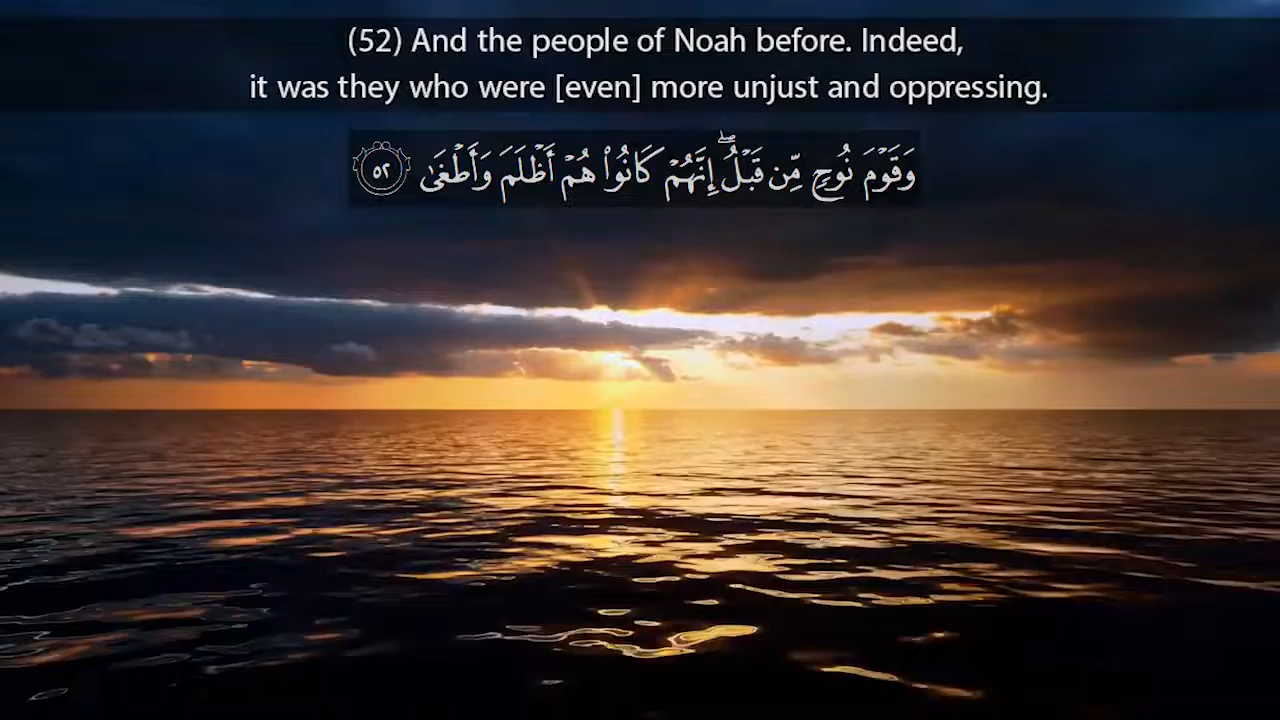 (52) And the people of Noah before. Indeed,
it was they who were [even] more unjust and oppressing.
وَقَوْمَ نُوحٍ مِّن قَبْلُ ۖ إِنَّهُمْ كَانُوا۟ هُمْ أَظْلَمَ وَأَطْغَىٰ ٥٢